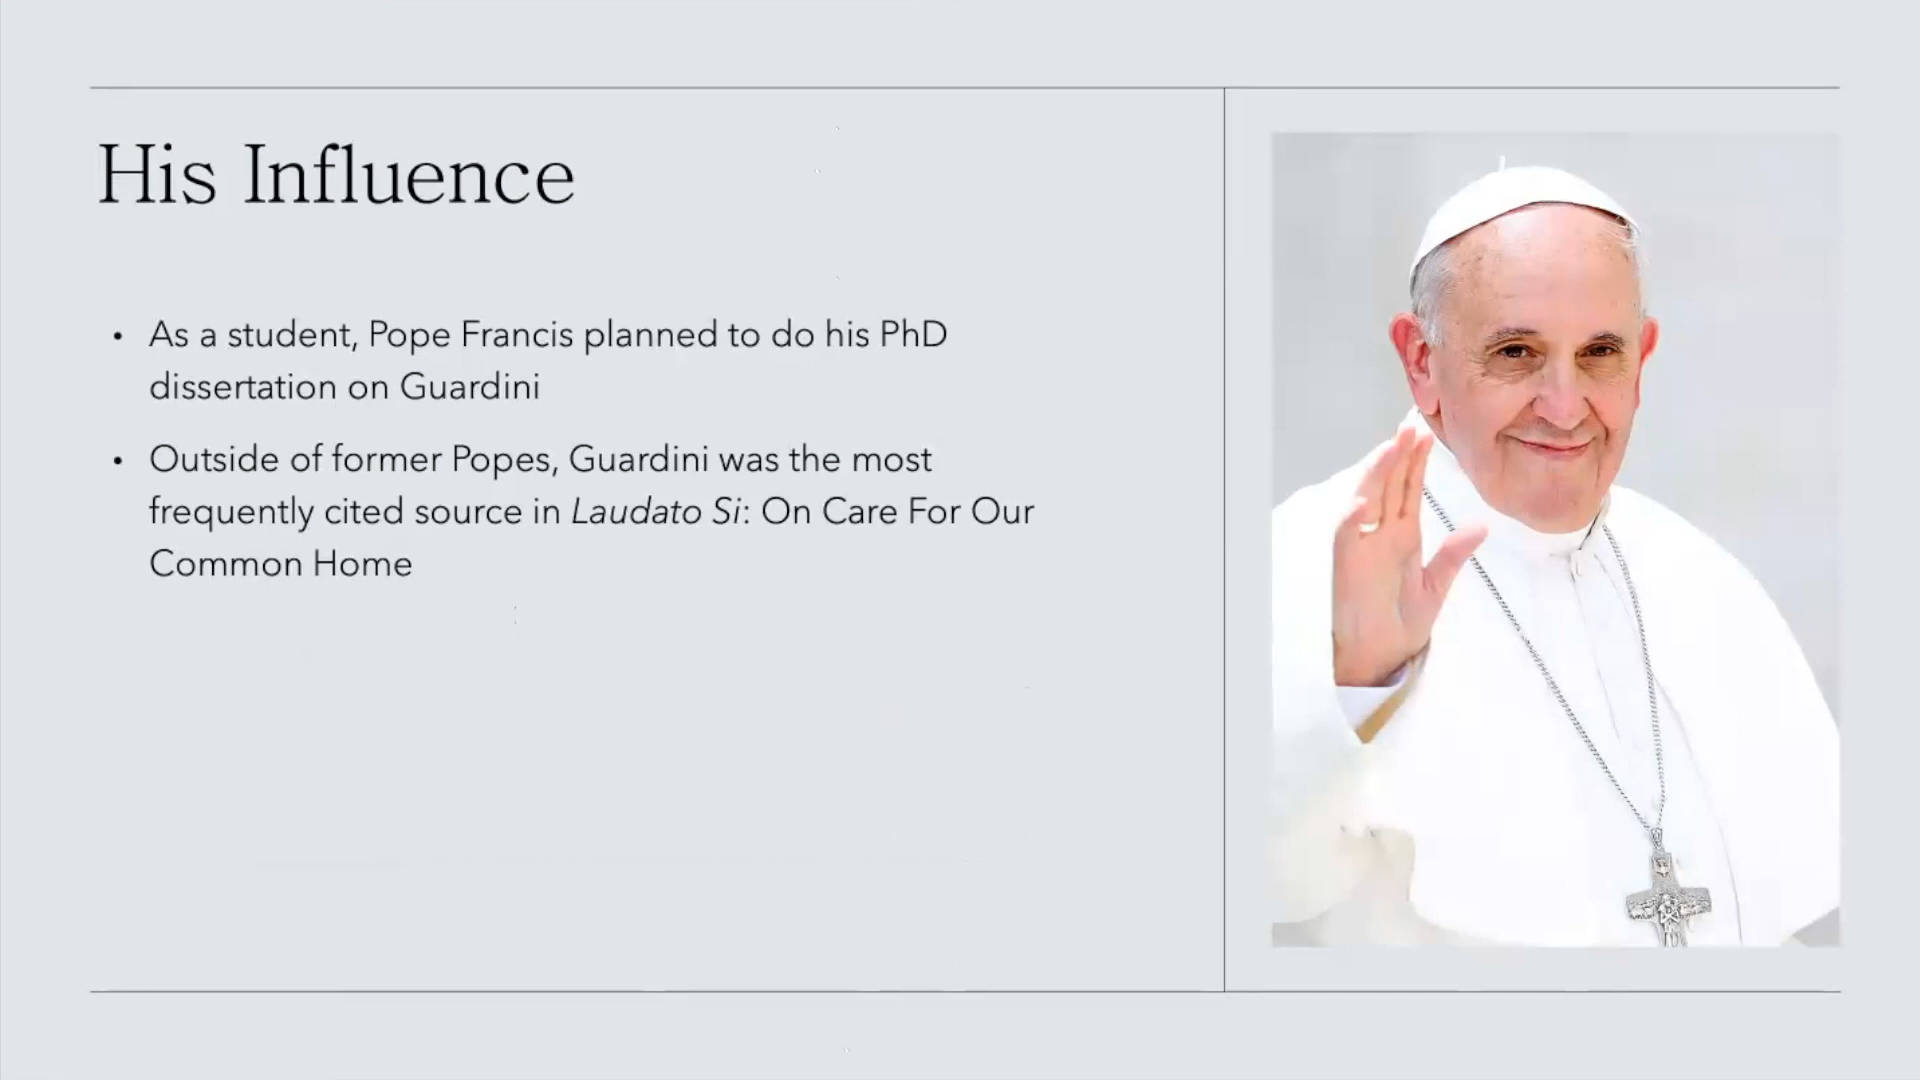 His Influence
• As a student, Pope Francis planned to do his PhD
dissertation on Guardini
• Outside of former Popes, Guardini was the most
frequently cited source in Laudato Si: On Care For Our
Common Home